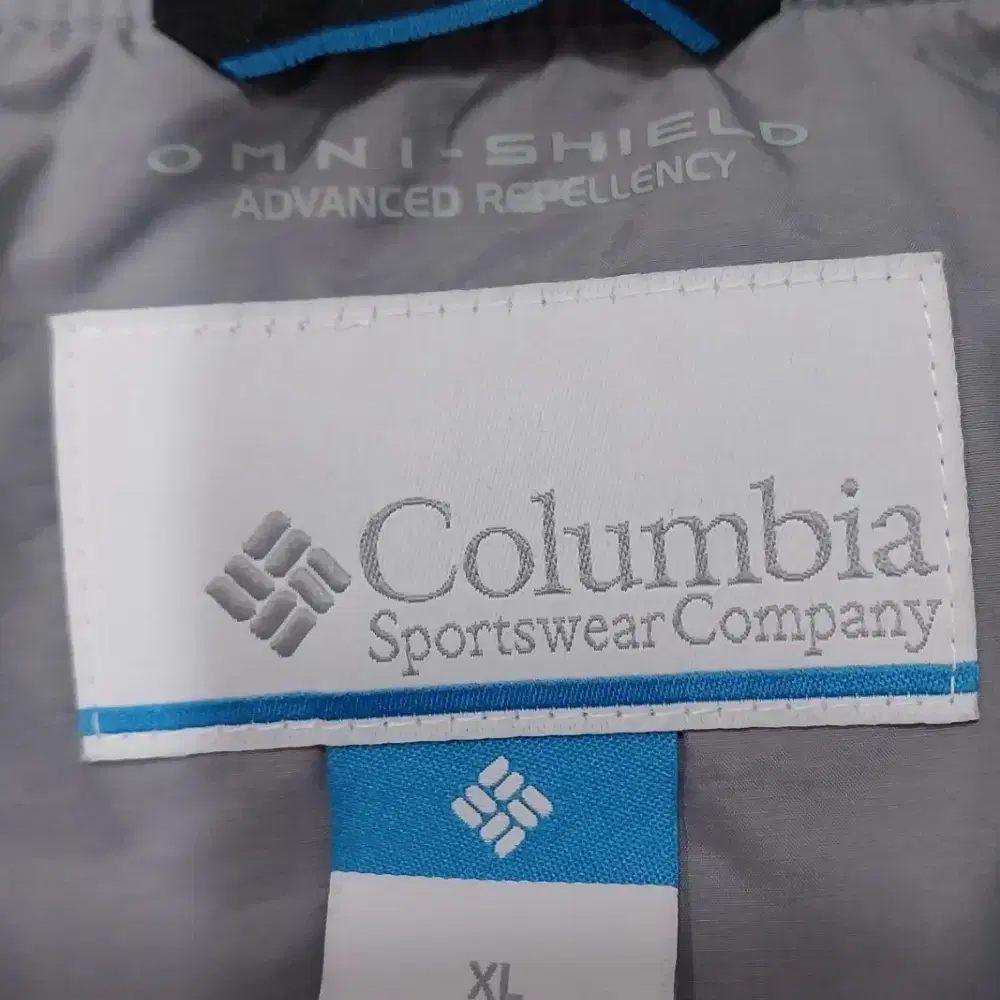 OMNI-SHIELD
ADVANCED REPELLENCY
Columbia
Sportswear Company
XL